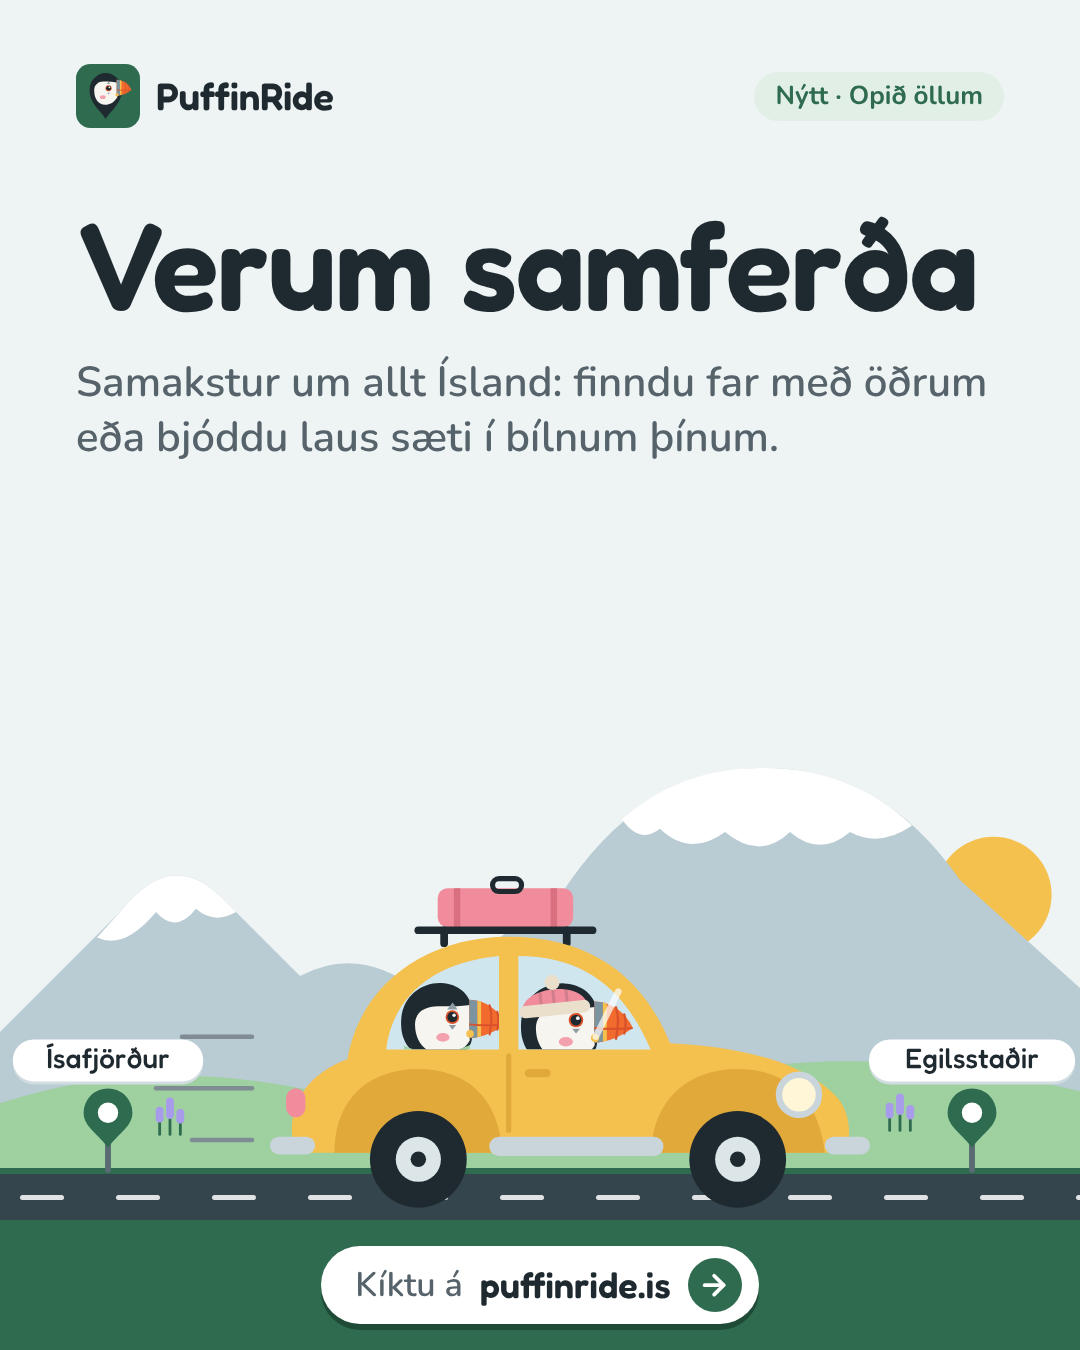 PuffinRide
Nýtt · Opið öllum
Verum samferða
Samakstur um allt Ísland: finndu far með öðrum
eða bjóddu laus sæti í bílnum þínum.
Ísafjörður
Egilsstaðir
Kíktu á puffinride.is